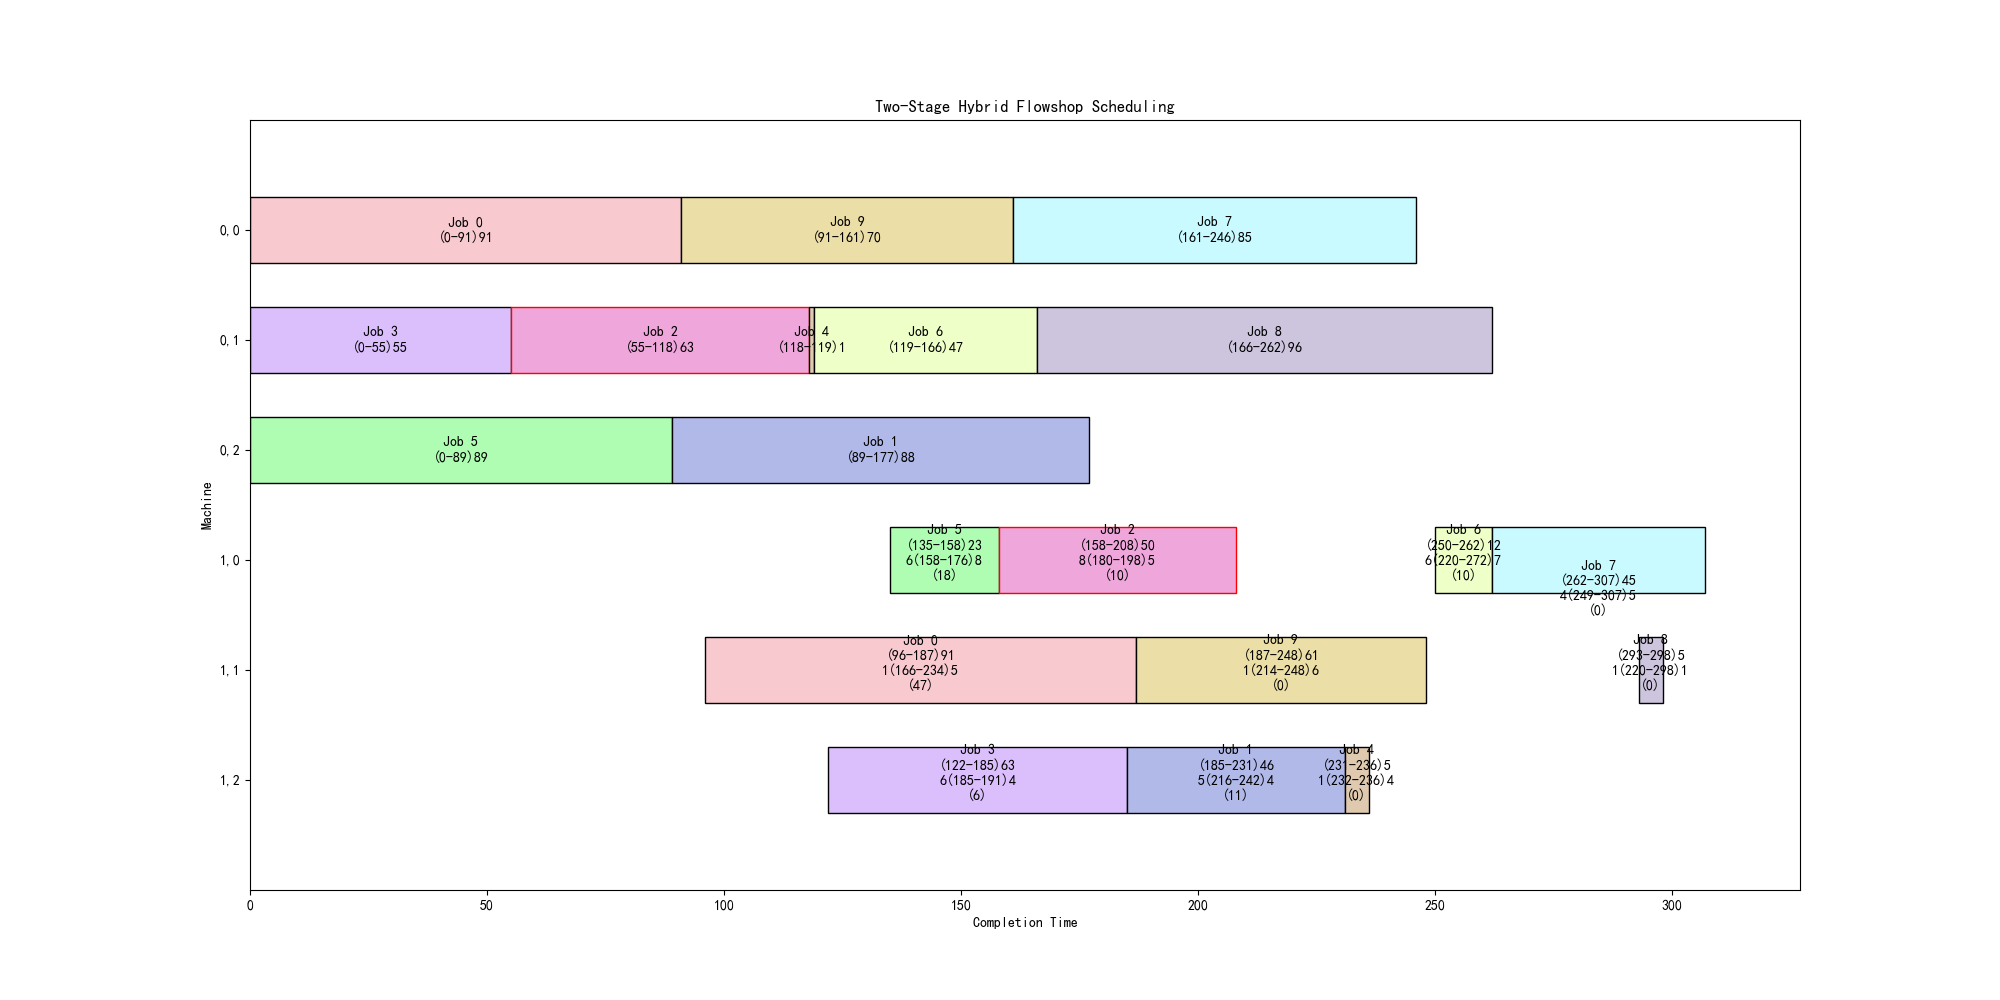 Two-Stage Hybrid Flowshop Scheduling
0,0
Job 0
(0-91)91
Job 9
(91-161)70
Job 7
(161-246)85
0,1
Job 3
(0-55)55
Job 2
(55-118)63
Job 4
(118-119)1
Job 6
(119-166)47
Job 8
(166-262)96
0,2
Job 5
(0-89)89
Job 1
(89-177)88
Machine
1,0
Job 5
(135-158)23
6(158-176)8
(18)
Job 2
(158-208)50
8(180-198)5
(10)
Job 6
(250-262)12
6(220-272)7
(10)
Job 7
(262-307)45
4(249-307)5
(0)
1,1
Job 0
(96-187)91
1(166-234)5
(47)
Job 9
(187-248)61
1(214-248)6
(0)
Job 8
(293-298)5
1(220-298)1
(0)
1,2
Job 3
(122-185)63
6(185-191)4
(6)
Job 1
(185-231)46
5(216-242)4
(11)
Job 4
(231-236)5
1(232-236)4
(0)
0 50 100 150 200 250 300
Completion Time